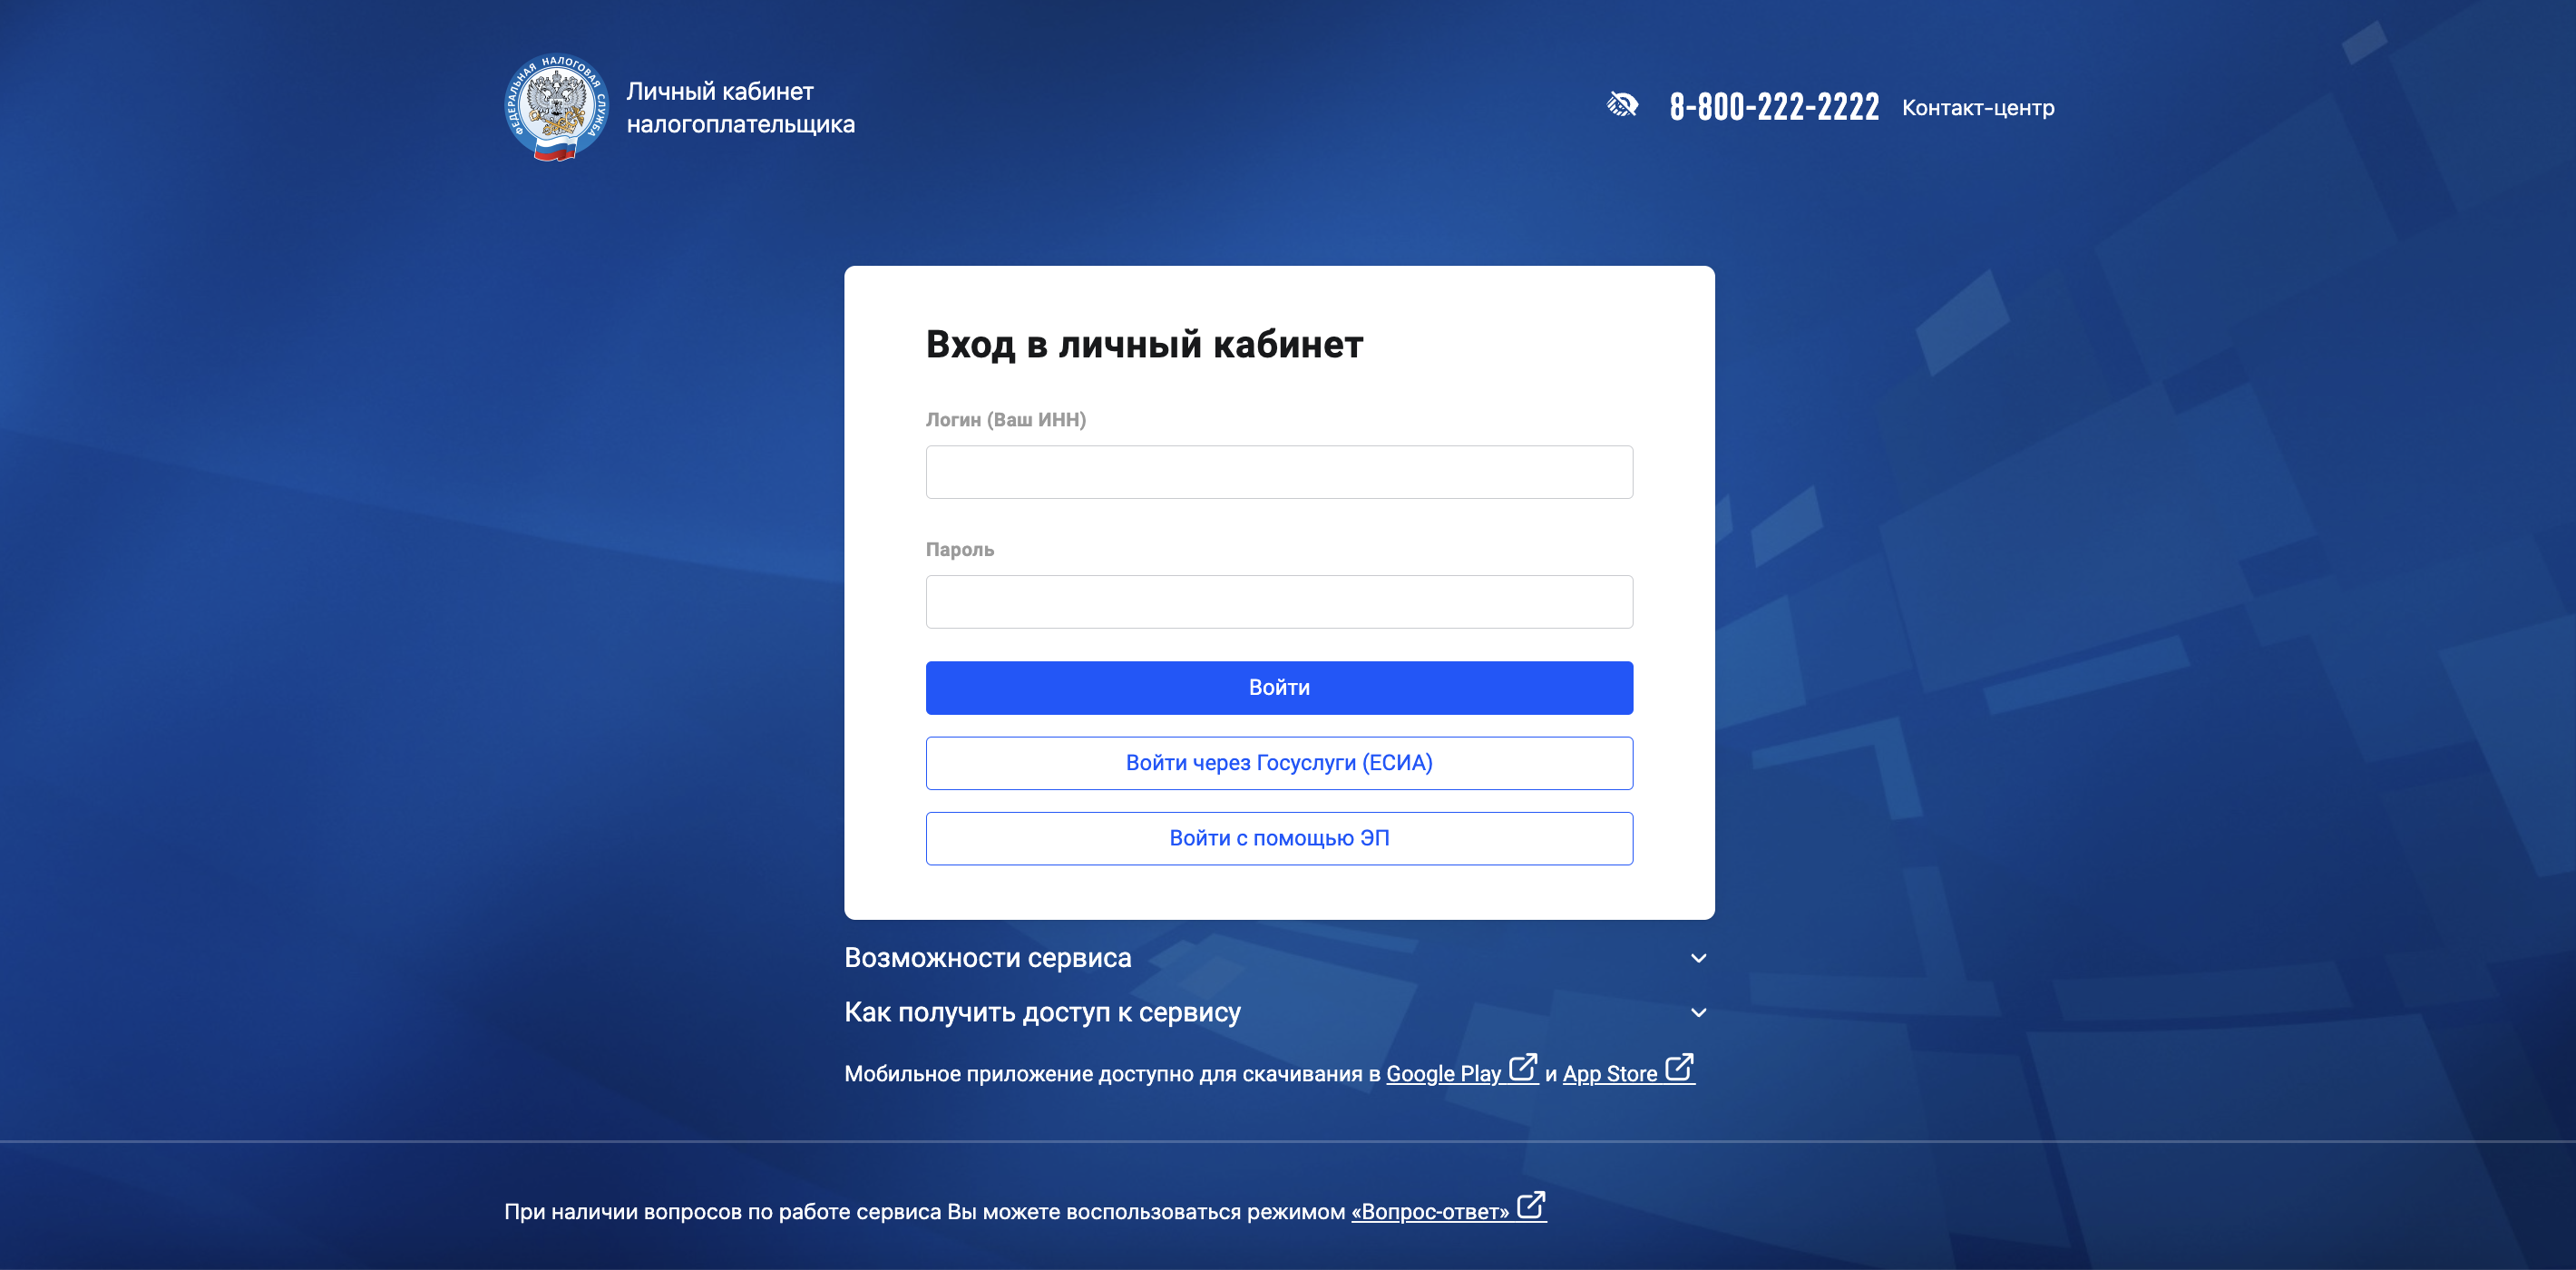 ФЕДЕРАЛЬНАЯ НАЛОГОВАЯ СЛУЖБА
Личный кабинет
налогоплательщика
8-800-222-2222 Контакт-центр
Вход в личный кабинет
Логин (Ваш ИНН)
Пароль
Войти
Войти через Госуслуги (ЕСИА)
Войти с помощью ЭП
Возможности сервиса
Как получить доступ к сервису
Мобильное приложение доступно для скачивания в Google Play и App Store
При наличии вопросов по работе сервиса Вы можете воспользоваться режимом «Вопрос-ответ»